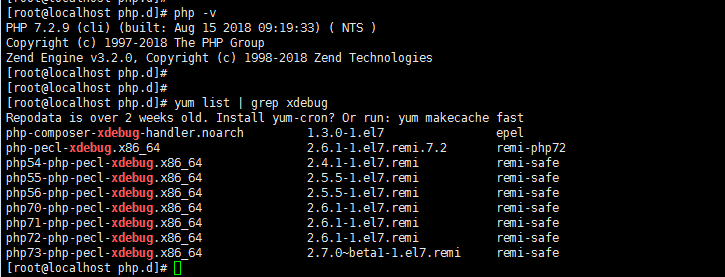 [root@localhost php.d]# php -v
PHP 7.2.9 (cli) (built: Aug 15 2018 09:19:33) ( NTS )
Copyright (c) 1997-2018 The PHP Group
Zend Engine v3.2.0, Copyright (c) 1998-2018 Zend Technologies
[root@localhost php.d]#
[root@localhost php.d]#
[root@localhost php.d]# yum list | grep xdebug
Repodata is over 2 weeks old. Install yum-cron? Or run: yum makecache fast
php-composer-xdebug-handler.noarch 1.3.0-1.el7 epel
php-pecl-xdebug.x86_64 2.6.1-1.el7.remi.7.2 remi-php72
php54-php-pecl-xdebug.x86_64 2.4.1-1.el7.remi remi-safe
php55-php-pecl-xdebug.x86_64 2.5.5-1.el7.remi remi-safe
php56-php-pecl-xdebug.x86_64 2.5.5-1.el7.remi remi-safe
php70-php-pecl-xdebug.x86_64 2.6.1-1.el7.remi remi-safe
php71-php-pecl-xdebug.x86_64 2.6.1-1.el7.remi remi-safe
php72-php-pecl-xdebug.x86_64 2.6.1-1.el7.remi remi-safe
php73-php-pecl-xdebug.x86_64 2.7.0~beta1-1.el7.remi remi-safe
[root@localhost php.d]#